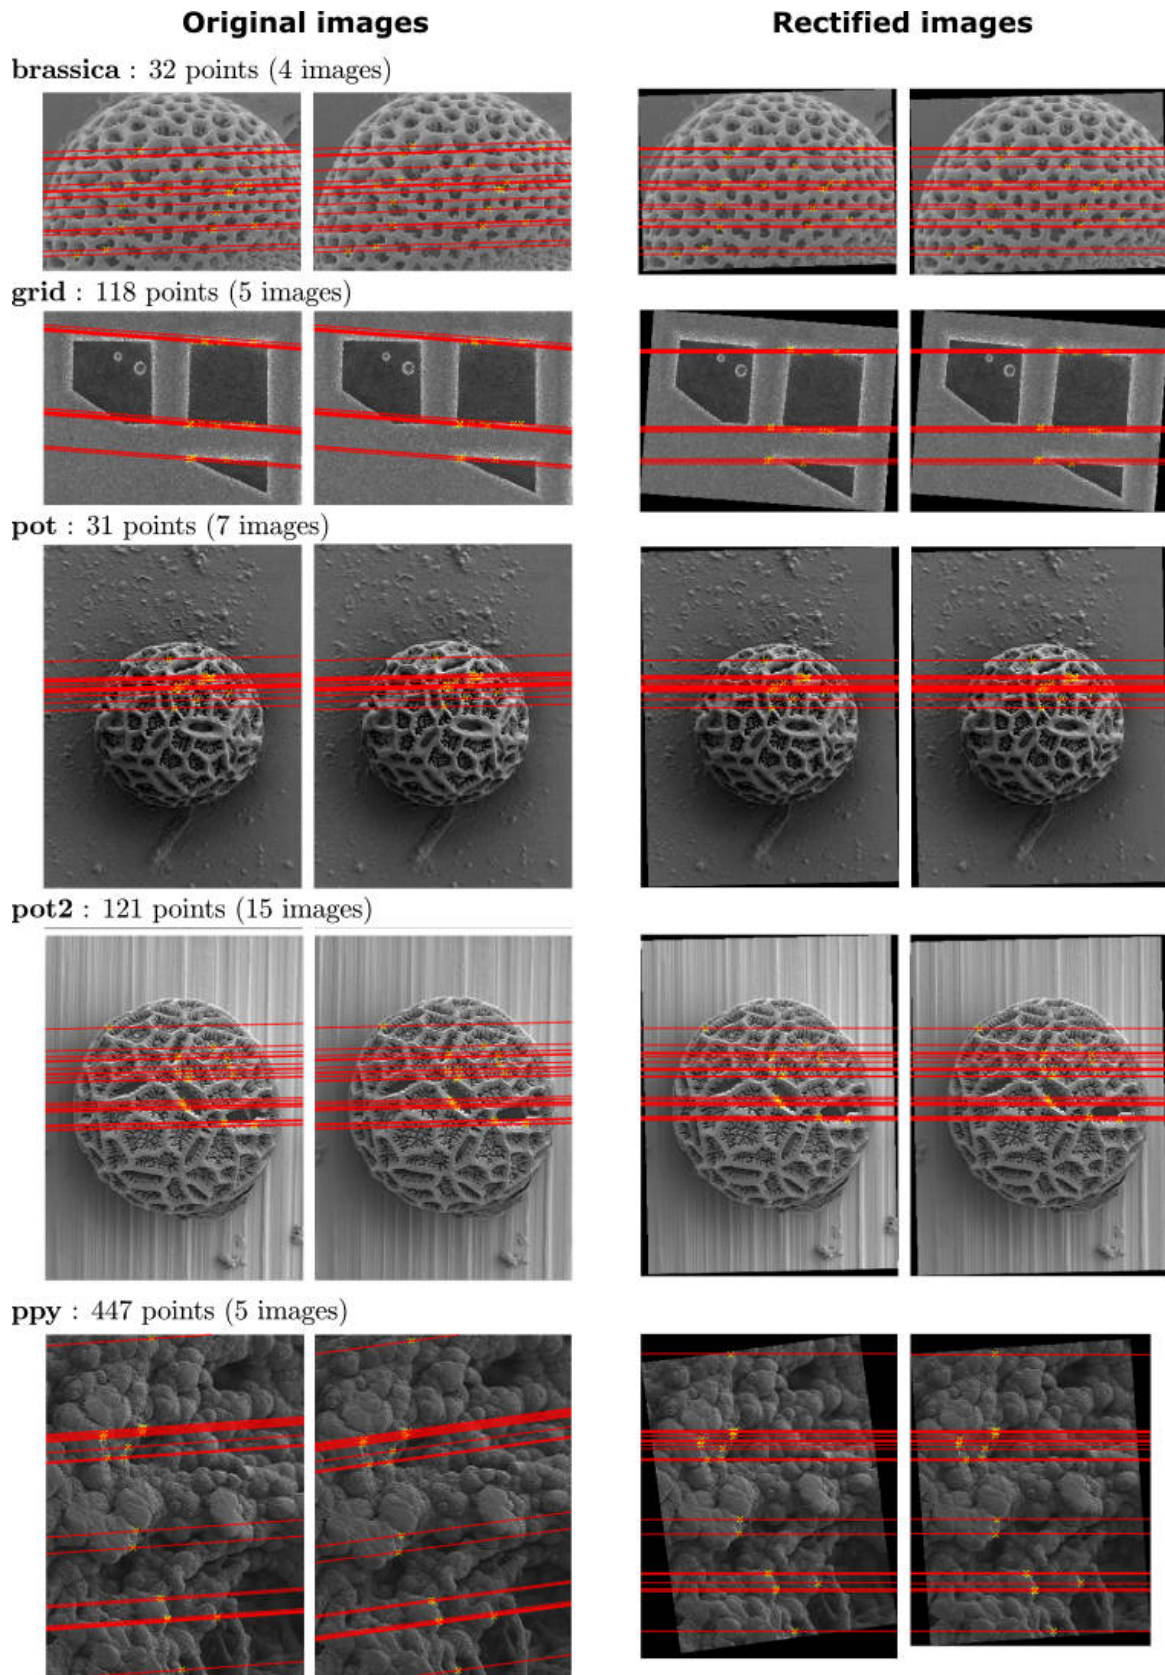 Original images
Rectified images
brassica : 32 points (4 images)
grid : 118 points (5 images)
pot : 31 points (7 images)
pot2 : 121 points (15 images)
ppy : 447 points (5 images)